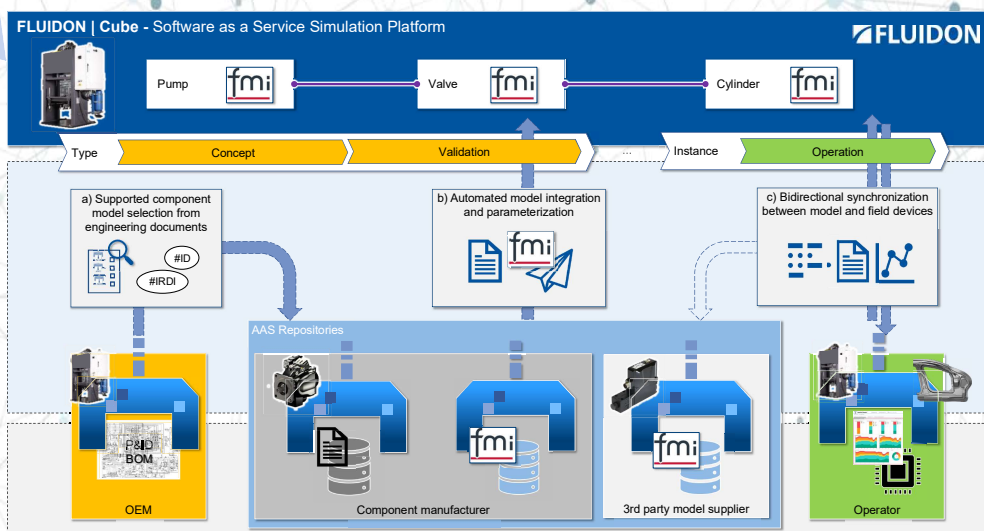 FLUIDON | Cube - Software as a Service Simulation Platform
FLUIDON
Pump
fmi
Valve
fmi
Cylinder
fmi
Type
Concept
Validation
...
Instance
Operation
a) Supported component
model selection from
engineering documents
#ID
#IRDI
b) Automated model integration
and parameterization
fmi
c) Bidirectional synchronization
between model and field devices
AAS Repositories
P&ID
BOM
OEM
fmi
Component manufacturer
fmi
3rd party model supplier
Operator